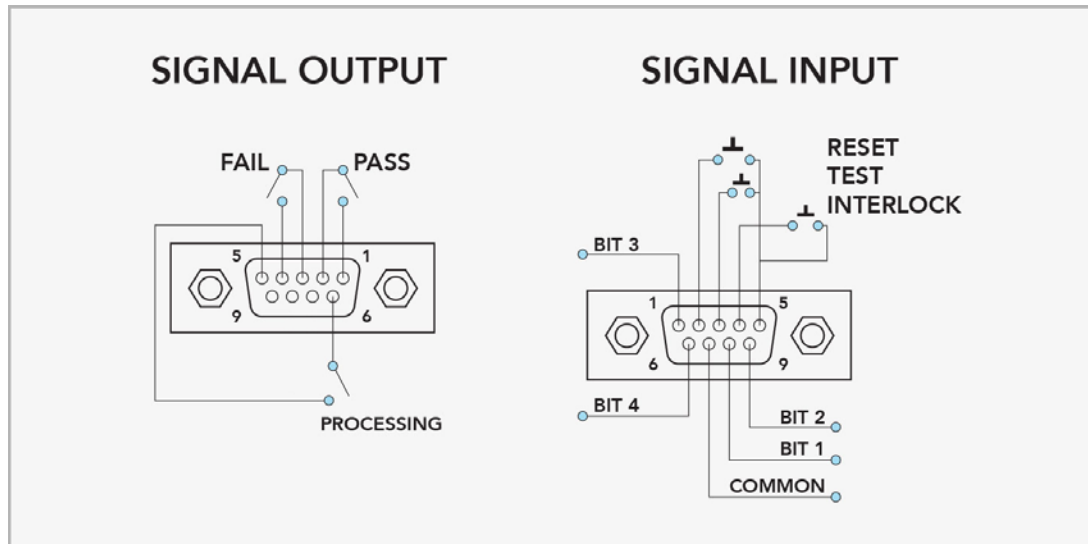 SIGNAL OUTPUT
FAIL
PASS
5
1
9
6
PROCESSING
SIGNAL INPUT
RESET
TEST
INTERLOCK
BIT 3
1
5
6
9
BIT 4
BIT 2
BIT 1
COMMON